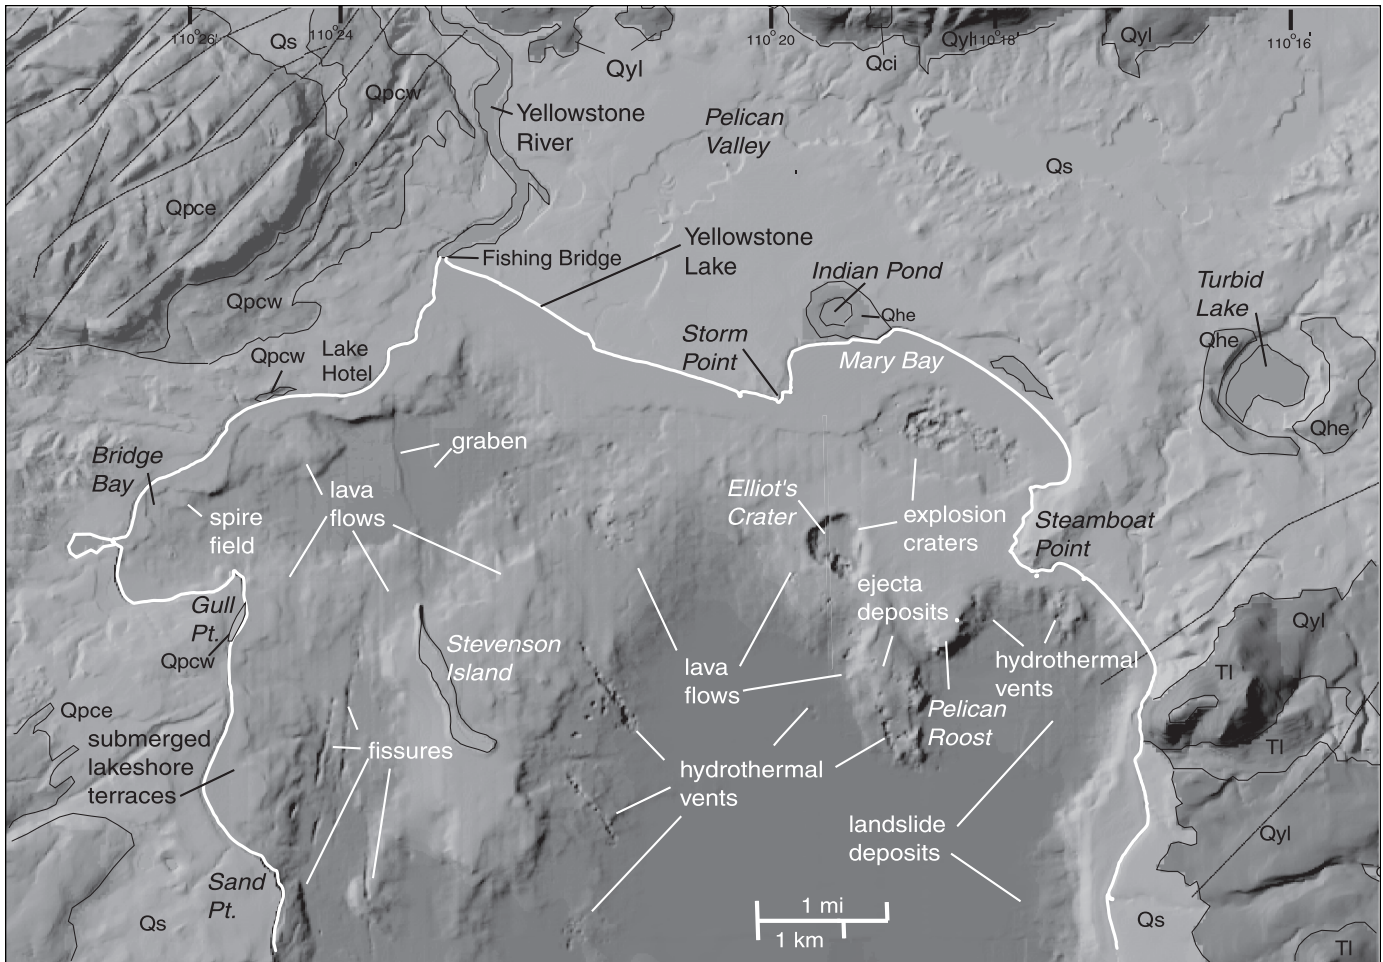 110°26'
Qs
110°24'
110°20'
Qyl
110°18'
Qyl
110°16'
Qci
Qyl
Qpcw
Yellowstone
River
Pelican
Valley
Qs
Qpce
Fishing Bridge
Yellowstone
Lake
Indian Pond
Qhe
Turbid
Lake
Qhe
Qpcw
Qpcw
Lake
Hotel
Storm
Point
Mary Bay
Qhe
Bridge
Bay
graben
lava
flows
spire
field
Elliot's
Crater
explosion
craters
Steamboat
Point
ejecta
deposits
Gull
Pt.
Qpcw
Stevenson
Island
lava
flows
hydrothermal
vents
Qyl
Tl
Pelican
Roost
Tl
Qpce
submerged
lakeshore
terraces
fissures
hydrothermal
vents
landslide
deposits
Qyl
Sand
Pt.
Qs
1 mi
1 km
Qs
Tl